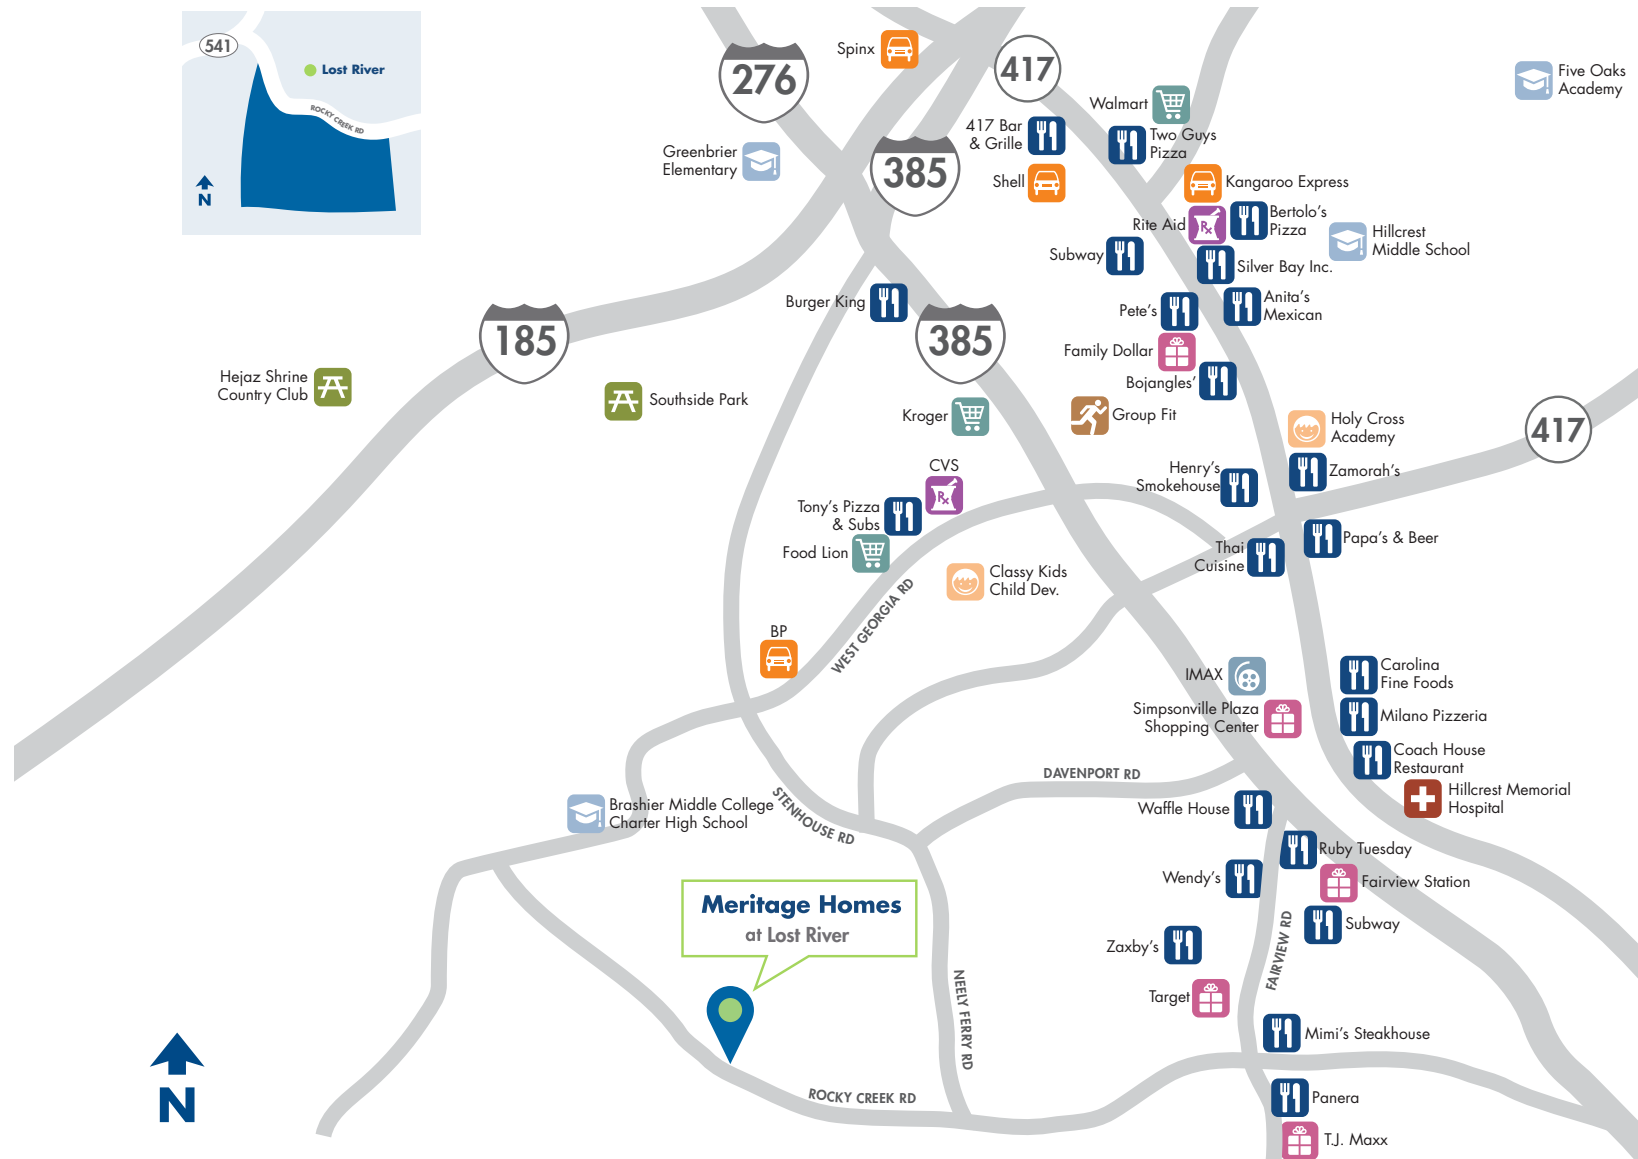 541
Lost River
ROCKY CREEK RD
N
276
Spinx
417
Five Oaks
Academy
Walmart
417 Bar
& Grille
Two Guys
Pizza
Greenbrier
Elementary
385
Shell
Kangaroo Express
Rite Aid
Bertolo's
Pizza
Hillcrest
Middle School
Subway
Silver Bay Inc.
Burger King
Pete's
Anita's
Mexican
185
385
Family Dollar
Bojangles'
Hejaz Shrine
Country Club
Southside Park
Kroger
Group Fit
Holy Cross
Academy
417
CVS
Rx
Henry's
Smokehouse
Zamorah's
Tony's Pizza
& Subs
Food Lion
Papa's & Beer
Thai
Cuisine
Classy Kids
Child Dev.
WEST GEORGIA RD
BP
IMAX
Carolina
Fine Foods
Simpsonville Plaza
Shopping Center
Milano Pizzeria
Coach House
Restaurant
DAVENPORT RD
Hillcrest Memorial
Hospital
Brashier Middle College
Charter High School
STENHOUSE RD
Waffle House
Ruby Tuesday
Wendy's
Fairview Station
Meritage Homes
at Lost River
Subway
FAIRVIEW RD
Zaxby's
Target
NEELY FERRY RD
Mimi's Steakhouse
N
ROCKY CREEK RD
Panera
T.J. Maxx
Rx